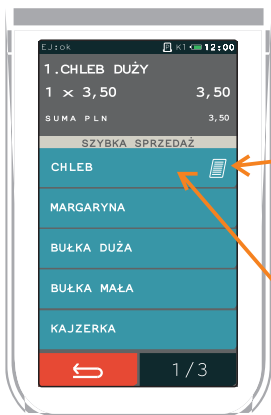 EJ:ok K1 12:00
1.CHLEB DUŻY
1 x 3,50 3,50
SUMA PLN 3,50
SZYBKA SPRZEDAŻ
CHLEB
MARGARYNA
BUŁKA DUŻA
BUŁKA MAŁA
KAJZERKA
1/3